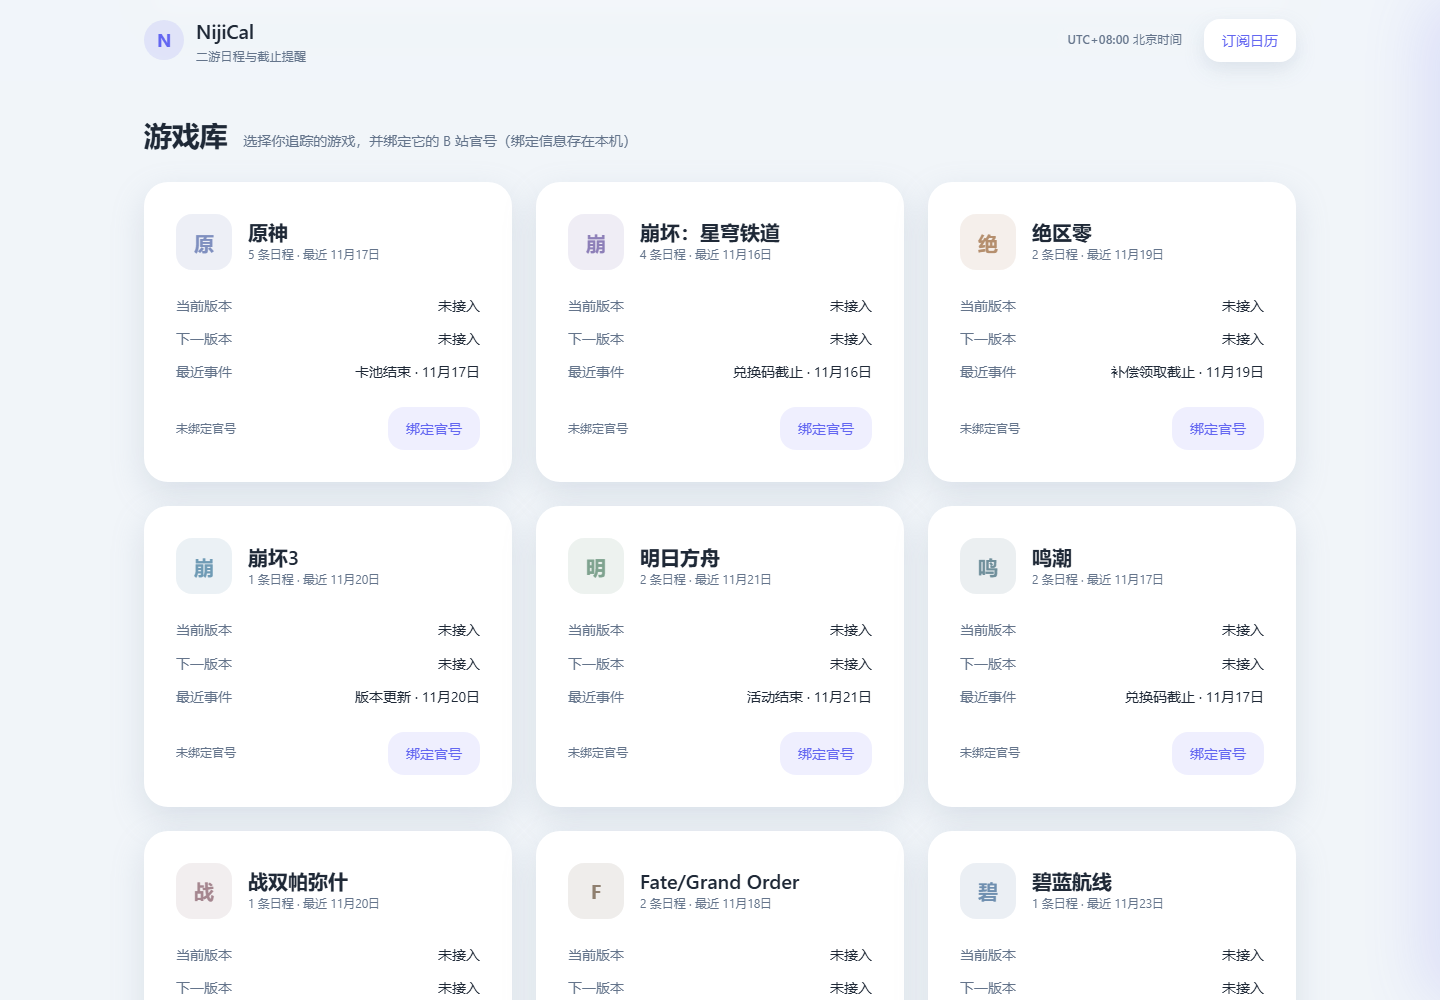 N
NijiCal
二游日程与截止提醒
UTC+08:00 北京时间
订阅日历
游戏库
选择你追踪的游戏，并绑定它的 B 站官号（绑定信息存在本机）
原
原神
5 条日程 · 最近 11月17日
当前版本 未接入
下一版本 未接入
最近事件 卡池结束 · 11月17日
未绑定官号
绑定官号
崩
崩坏：星穹铁道
4 条日程 · 最近 11月16日
当前版本 未接入
下一版本 未接入
最近事件 兑换码截止 · 11月16日
未绑定官号
绑定官号
绝
绝区零
2 条日程 · 最近 11月19日
当前版本 未接入
下一版本 未接入
最近事件 补偿领取截止 · 11月19日
未绑定官号
绑定官号
崩
崩坏3
1 条日程 · 最近 11月20日
当前版本 未接入
下一版本 未接入
最近事件 版本更新 · 11月20日
未绑定官号
绑定官号
明
明日方舟
2 条日程 · 最近 11月21日
当前版本 未接入
下一版本 未接入
最近事件 活动结束 · 11月21日
未绑定官号
绑定官号
鸣
鸣潮
2 条日程 · 最近 11月17日
当前版本 未接入
下一版本 未接入
最近事件 兑换码截止 · 11月17日
未绑定官号
绑定官号
战
战双帕弥什
1 条日程 · 最近 11月20日
当前版本 未接入
下一版本 未接入
F
Fate/Grand Order
2 条日程 · 最近 11月18日
当前版本 未接入
下一版本 未接入
碧
碧蓝航线
1 条日程 · 最近 11月23日
当前版本 未接入
下一版本 未接入